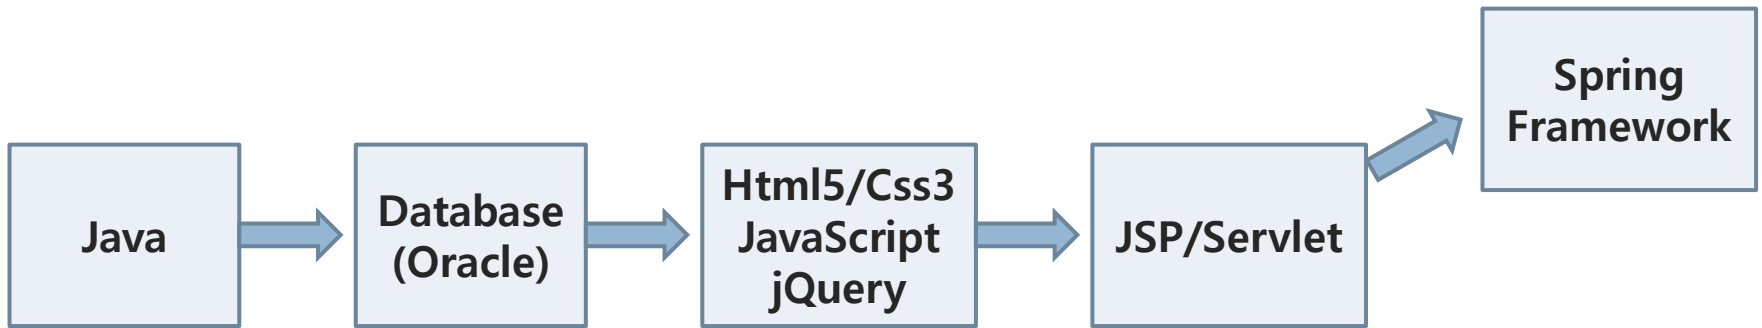 Java
Database
(Oracle)
Html5/Css3
JavaScript
jQuery
JSP/Servlet
Spring
Framework